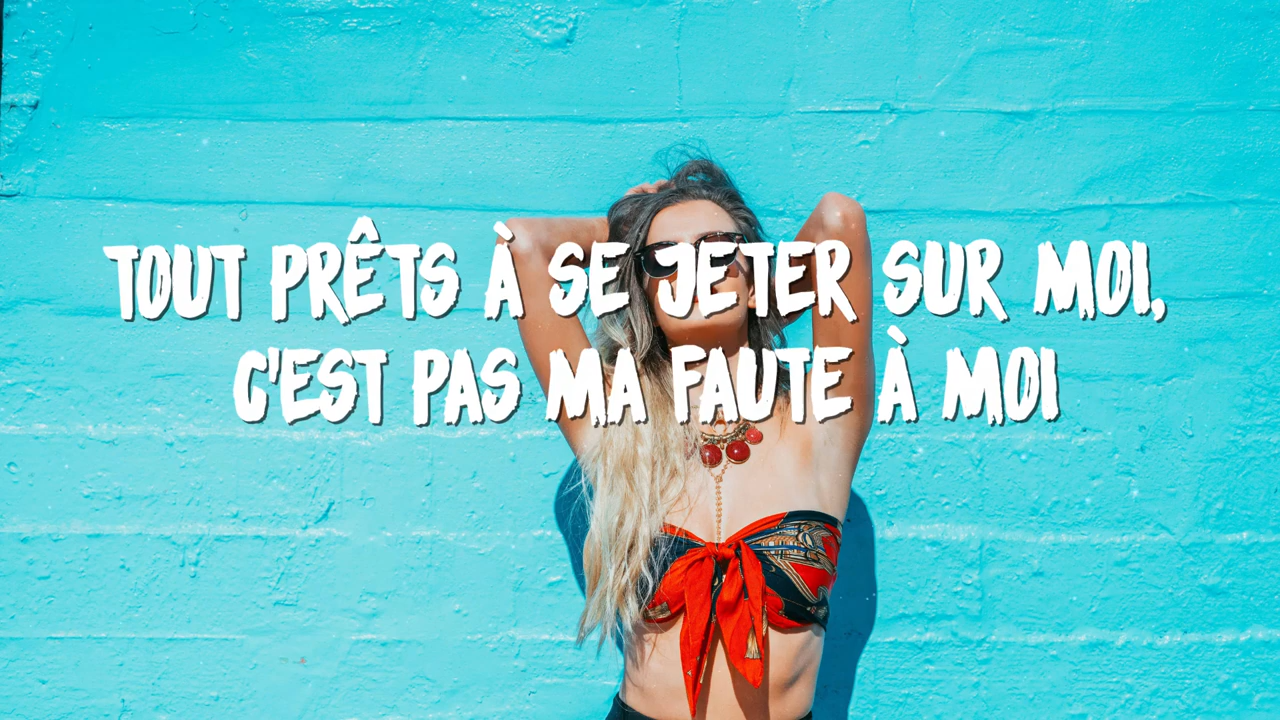 TOUT PRÊTS À SE JETER SUR MOI,
C'EST PAS MA FAUTE À MOI